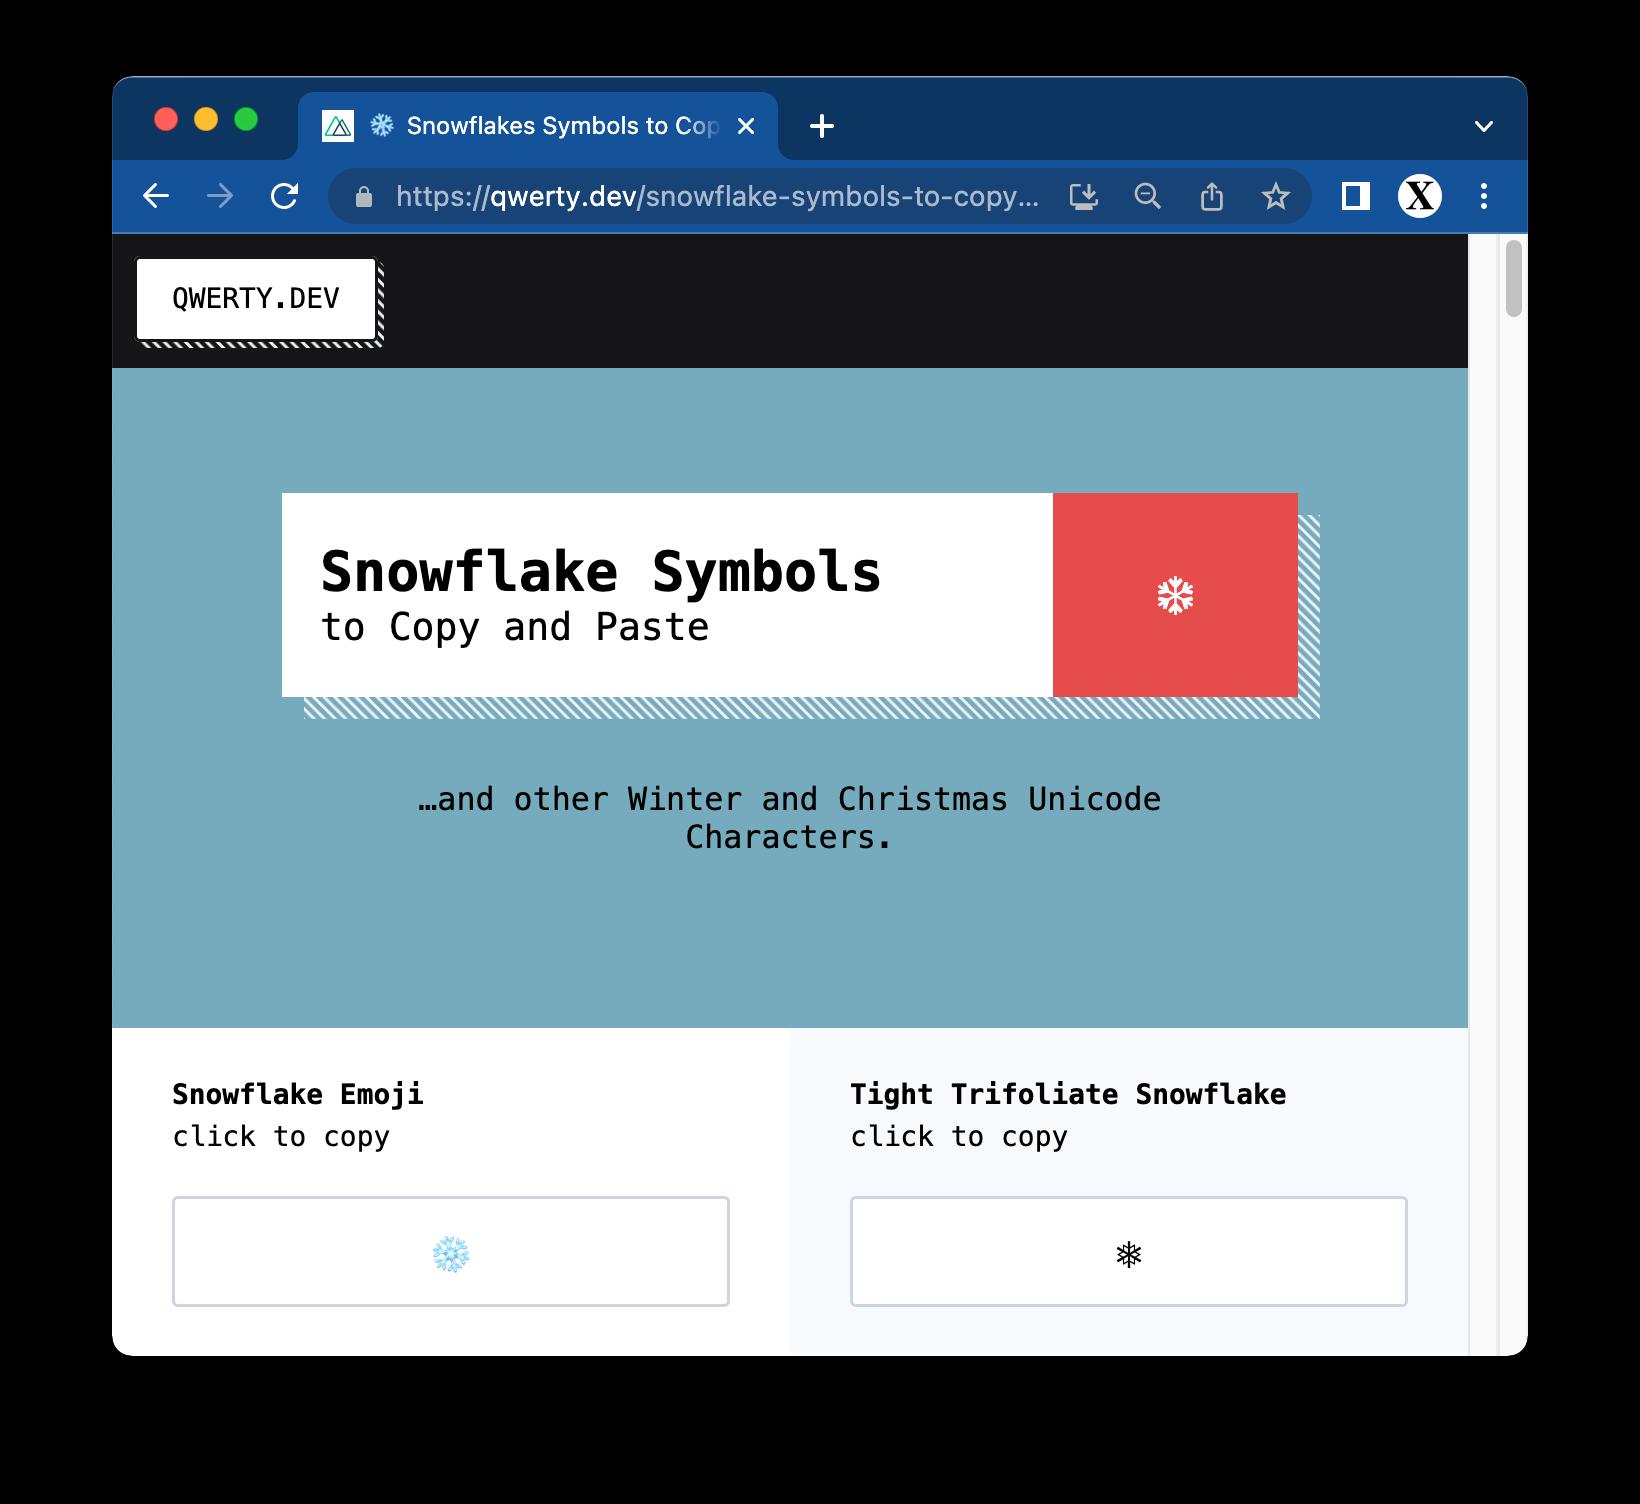 ❄️ Snowflakes Symbols to Cop
https://qwerty.dev/snowflake-symbols-to-copy...
X
QWERTY.DEV
Snowflake Symbols
to Copy and Paste
❄
…and other Winter and Christmas Unicode
Characters.
Snowflake Emoji
click to copy
❄️
Tight Trifoliate Snowflake
click to copy
❅